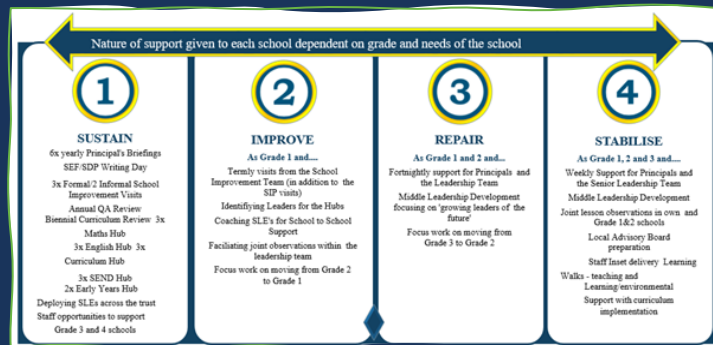 Nature of support given to each school dependent on grade and needs of the school
1
SUSTAIN
6x yearly Principal's Briefings
SEF/SDP Writing Day
3x Formal/2 Informal School
Improvement Visits
Annual QA Review
Biennial Curriculum Review 3x
Maths Hub
3x English Hub 3x
Curriculum Hub
3x SEND Hub
2x Early Years Hub
Deploying SLEs across the trust
Staff opportunities to support
Grade 3 and 4 schools
2
IMPROVE
As Grade 1 and....
Termly visits from the School
Improvement Team (in addition to the
SIP visits)
Identifiying Leaders for the Hubs
Coaching SLE's for School to School
Support
Faciliating joint observations within the
leadership team
Focus work on moving from Grade 2
to Grade 1
3
REPAIR
As Grade 1 and 2 and...
Fortnightly support for Principals and
the Leadership Team
Middle Leadership Development
focusing on 'growing leaders of the
future'
Focus work on moving from
Grade 3 to Grade 2
4
STABILISE
As Grade 1, 2 and 3 and....
Weekly Support for Principals and
the Senior Leadership Team
Middle Leadership Development
Joint lesson observations in own and
Grade 1&2 schools
Local Advisory Board
preparation
Staff Inset delivery Learning
Walks - teaching and
Learning/environmental
Support with curriculum
implementation